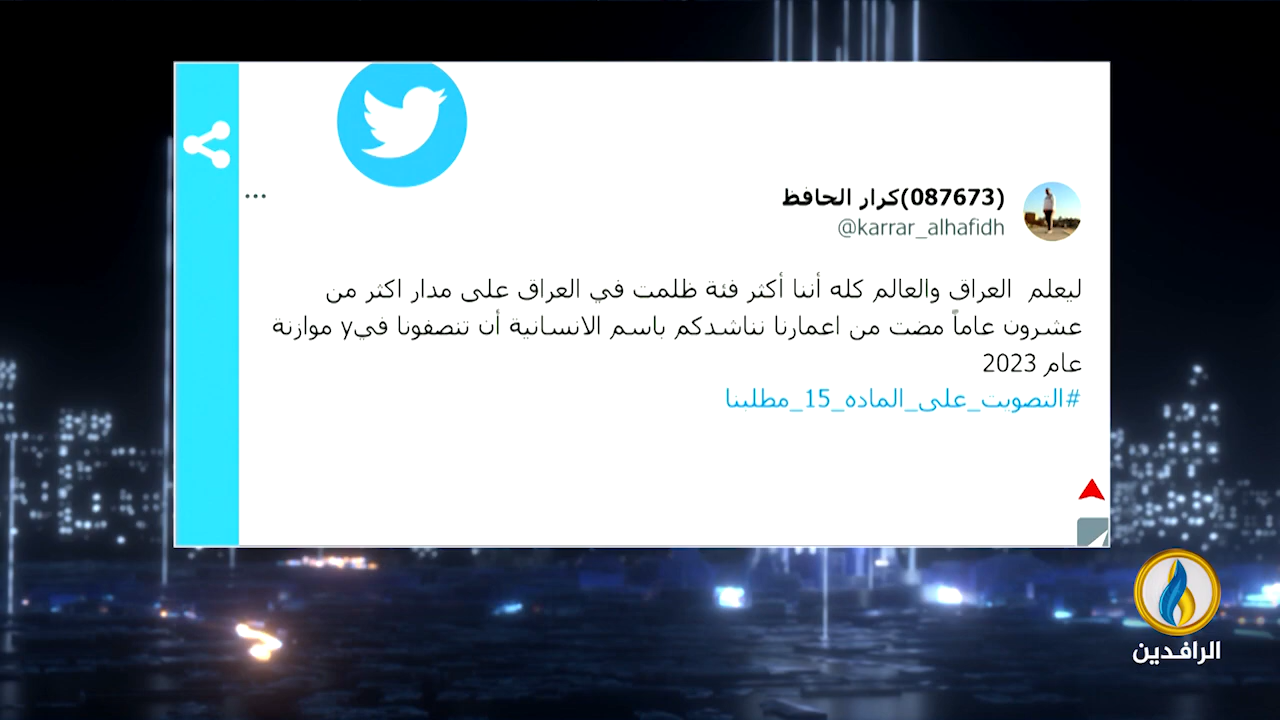 كرار الحافظ(087673)
@karrar_alhafidh
ليعلم العراق والعالم كله أننا أكثر فئة ظلمت في العراق على مدار اكثر من
عشرون عاماً مضت من اعمارنا نناشدكم باسم الانسانية أن تنصفونا فيy موازنة
عام 2023
#التصويت_على_الماده_15_مطلبنا
الرافدين